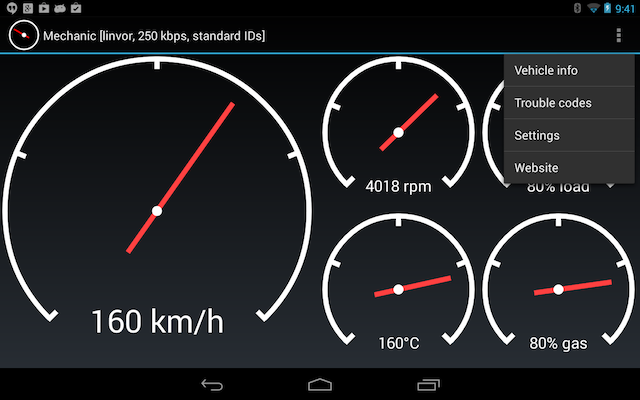 9:41
Mechanic [linvor, 250 kbps, standard IDs]
Vehicle info
Trouble codes
Settings
Website
160 km/h
4018 rpm
80% load
160°C
80% gas